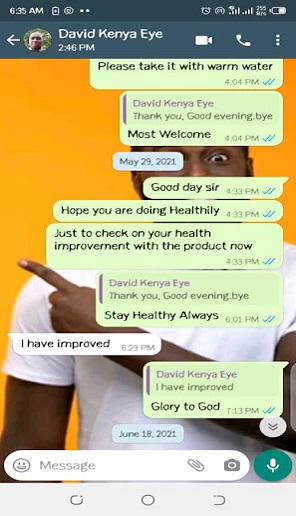 6:35 AM
David Kenya Eye
2:46 PM
Please take it with warm water
4:04 PM
David Kenya Eye
Thank you, Good evening.bye
Most Welcome 4:04 PM
May 29, 2021
Good day sir 4:33 PM
Hope you are doing Healthily 4:33 PM
Just to check on your health
improvement with the product now
4:33 PM
David Kenya Eye
Thank you, Good evening.bye
Stay Healthy Always 6:01 PM
I have improved 6:29 PM
David Kenya Eye
I have improved
Glory to God 7:13 PM
June 18, 2021
Message